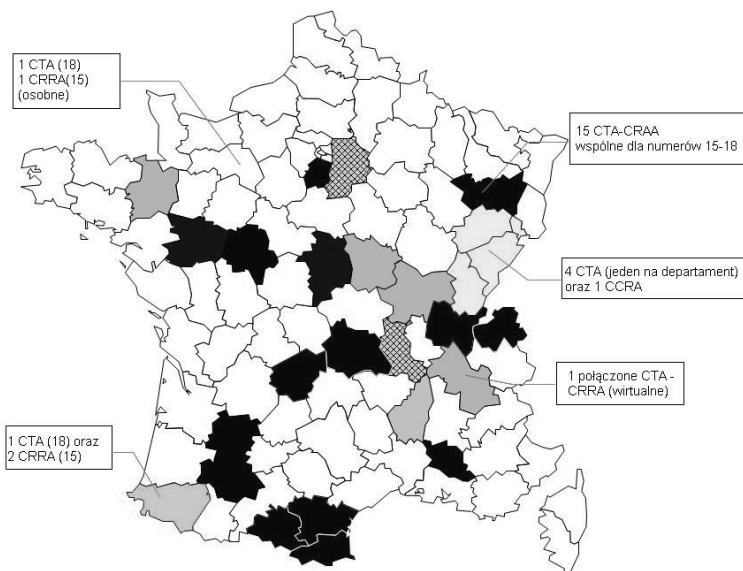 1 CTA (18)
1 CRRA(15)
(osobne)
15 CTA-CRAA
wspólne dla numerów 15-18
4 CTA (jeden na departament)
oraz 1 CCRA
1 połączone CTA -
CRRA (wirtualne)
1 CTA (18) oraz
2 CRRA (15)